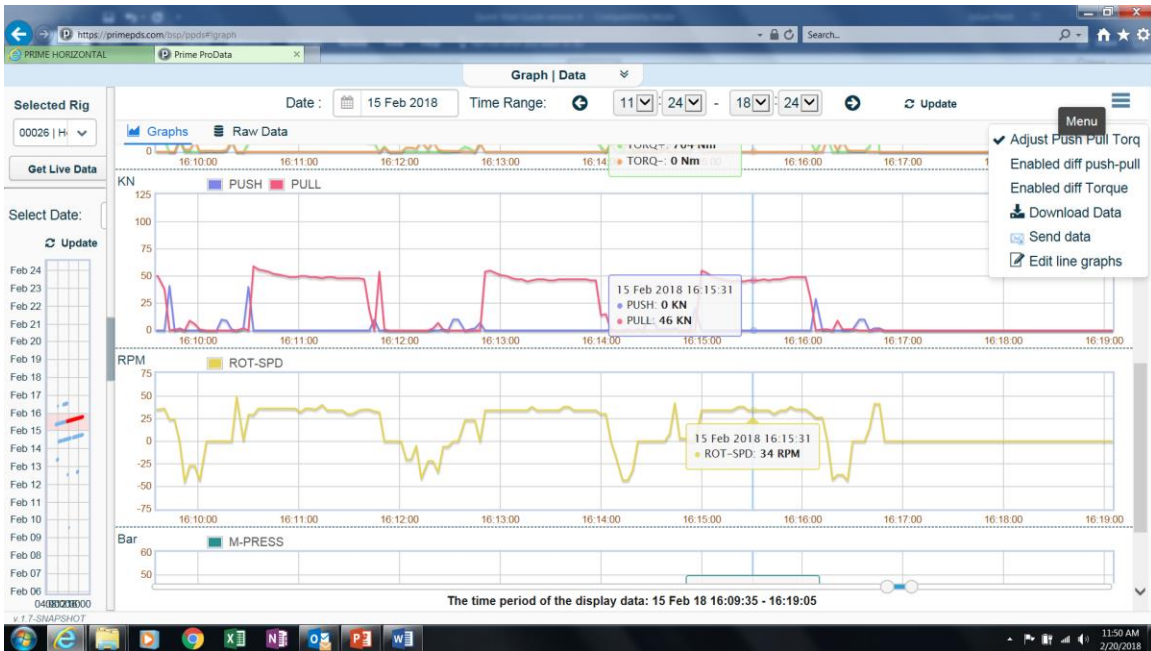 https://primepds.com/bsp/ppds#!graph
Search...
PRIME HORIZONTAL
Prime ProData
Graph | Data
Selected Rig
Date :
15 Feb 2018
Time Range:
11 : 24 - 18 : 24
Update
Menu
00026 | H
Graphs
Raw Data
Get Live Data
Adjust Push Pull Torq
Enabled diff push-pull
Enabled diff Torque
Download Data
Send data
Edit line graphs
TORQ+: 704 Nm
TORQ-: 0 Nm
0
16:10:00 16:11:00 16:12:00 16:13:00 16:16:00 16:17:00
KN
PUSH PULL
125
100
75
50
25
0
15 Feb 2018 16:15:31
PUSH: 0 KN
PULL: 46 KN
16:10:00 16:11:00 16:12:00 16:13:00 16:14:00 16:15:00 16:16:00 16:17:00 16:18:00 16:19:00
RPM
ROT-SPD
75
50
25
0
-25
-50
-75
15 Feb 2018 16:15:31
ROT-SPD: 34 RPM
16:10:00 16:11:00 16:12:00 16:13:00 16:14:00 16:15:00 16:16:00 16:17:00 16:18:00 16:19:00
Bar
M-PRESS
60
50
The time period of the display data: 15 Feb 18 16:09:35 - 16:19:05
Select Date:
Update
Feb 24
Feb 23
Feb 22
Feb 21
Feb 20
Feb 19
Feb 18
Feb 17
Feb 16
Feb 15
Feb 14
Feb 13
Feb 12
Feb 11
Feb 10
Feb 09
Feb 08
Feb 07
Feb 06
v.1.7-SNAPSHOT
11:50 AM
2/20/2018